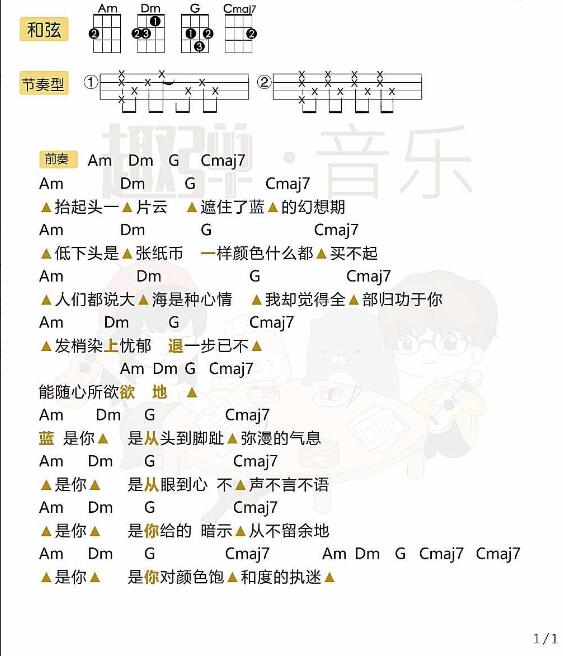 和弦 Am Dm G Cmaj7
2 1 2 3 1 2 3 2
节奏型 ① ②
趣弹·音乐
前奏 Am Dm G Cmaj7
Am Dm G Cmaj7
▲抬起头一▲片云 ▲遮住了蓝▲的幻想期
Am Dm G Cmaj7
▲低下头是▲张纸币 一样颜色什么都▲买不起
Am Dm G Cmaj7
▲人们都说大▲海是种心情 ▲我却觉得全▲部归功于你
Am Dm G Cmaj7
▲发梢染上忧郁 退一步已不▲
Am Dm G Cmaj7
能随心所欲欲 地 ▲
Am Dm G Cmaj7
蓝 是你▲ 是从头到脚趾▲弥漫的气息
Am Dm G Cmaj7
▲是你▲ 是从眼到心 不▲声不言不语
Am Dm G Cmaj7
▲是你▲ 是你给的 暗示▲从不留余地
Am Dm G Cmaj7 Am Dm G Cmaj7 Cmaj7
▲是你▲ 是你对颜色饱▲和度的执迷▲
1/1